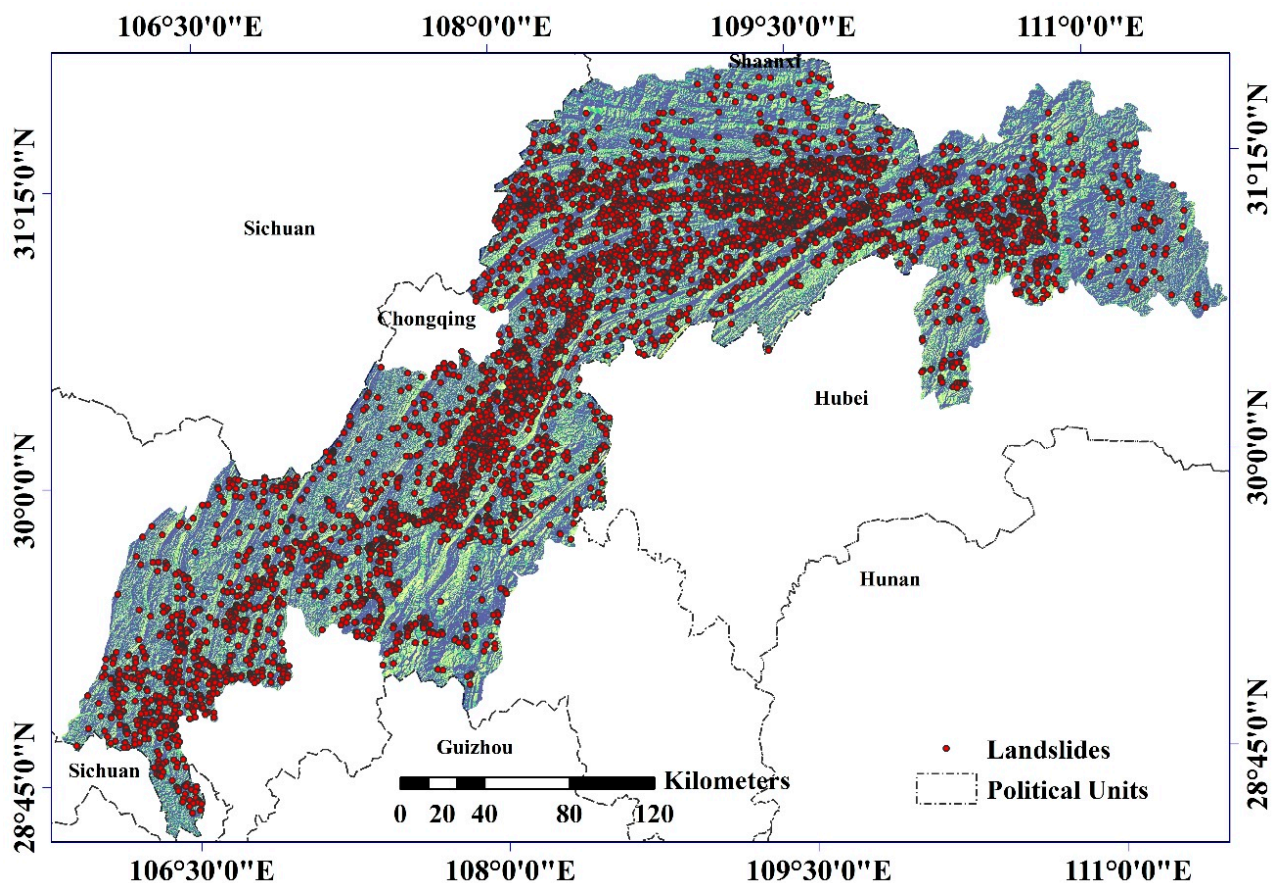 106°30'0"E 108°0'0"E 109°30'0"E 111°0'0"E
Shaanxi
31°15'0"N
31°15'0"N
Sichuan
Chongqing
Hubei
30°0'0"N
30°0'0"N
Hunan
Guizhou
Sichuan
28°45'0"N
28°45'0"N
Landslides
Political Units
Kilometers
0 20 40 80 120
106°30'0"E 108°0'0"E 109°30'0"E 111°0'0"E